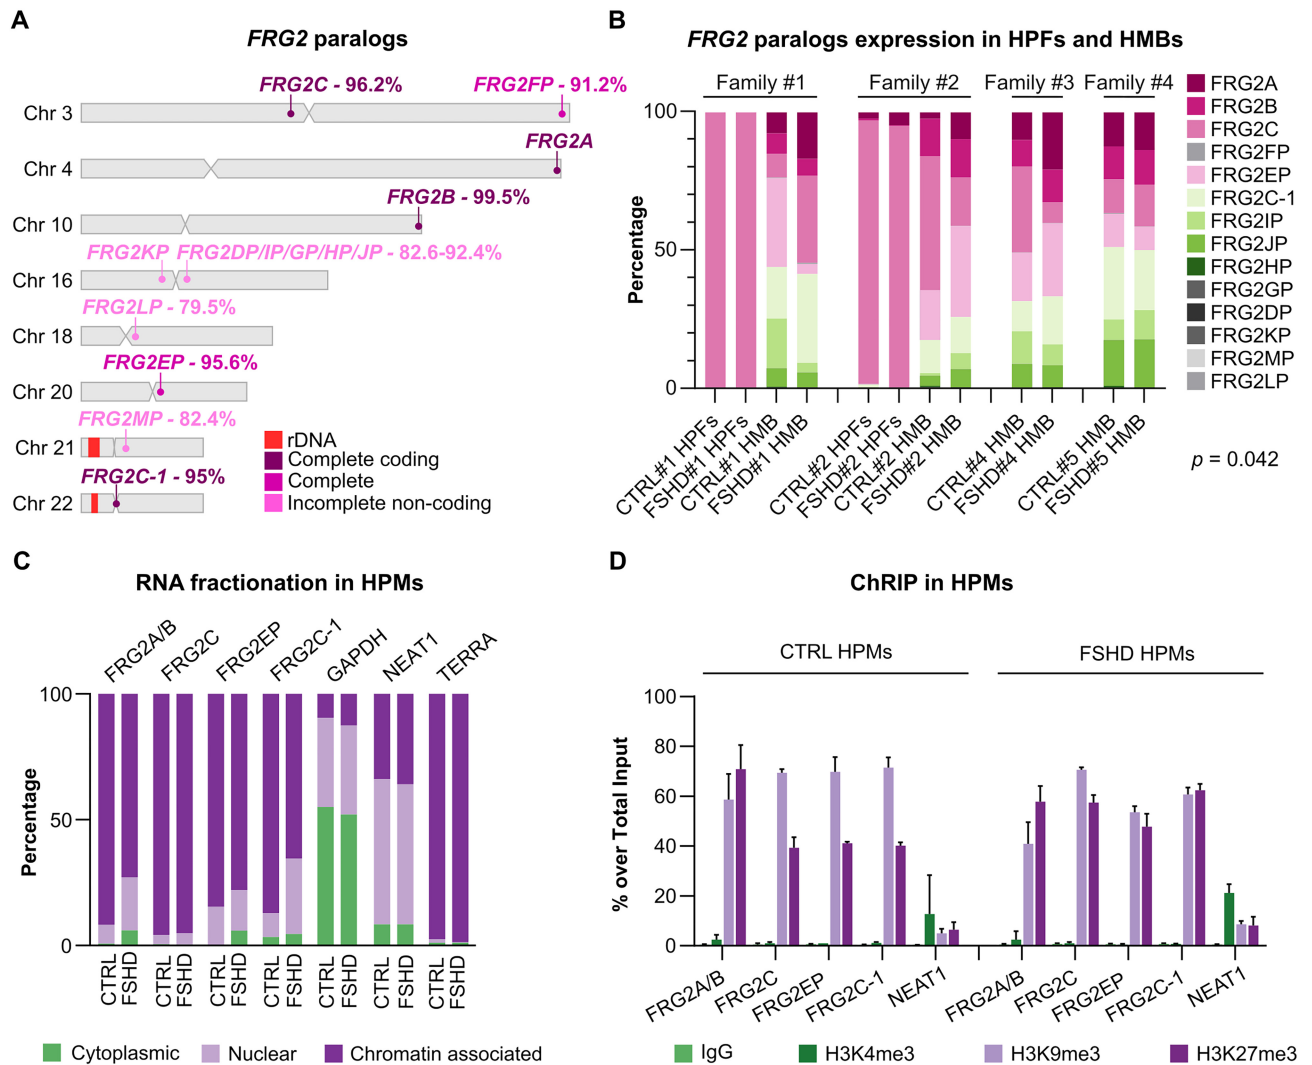 A
FRG2 paralogs
FRG2C - 96.2%
FRG2FP - 91.2%
Chr 3
FRG2A
Chr 4
FRG2B - 99.5%
Chr 10
FRG2KP
FRG2DP/IP/GP/HP/JP - 82.6-92.4%
Chr 16
FRG2LP - 79.5%
Chr 18
FRG2EP - 95.6%
Chr 20
FRG2MP - 82.4%
Chr 21
FRG2C-1 - 95%
Chr 22
rDNA
Complete coding
Complete
Incomplete non-coding
B
FRG2 paralogs expression in HPFs and HMBs
Family #1
Family #2
Family #3
Family #4
Percentage
100
50
0
CTRL#1 HPFs
FSHD#1 HPFs
CTRL#1 HMB
FSHD#1 HMB
CTRL#2 HPFs
FSHD#2 HPFs
CTRL#2 HMB
FSHD#2 HMB
CTRL#4 HMB
FSHD#4 HMB
CTRL#5 HMB
FSHD#5 HMB
FRG2A
FRG2B
FRG2C
FRG2FP
FRG2EP
FRG2C-1
FRG2IP
FRG2JP
FRG2HP
FRG2GP
FRG2DP
FRG2KP
FRG2MP
FRG2LP
p = 0.042
C
RNA fractionation in HPMs
FRG2A/B
FRG2C
FRG2EP
FRG2C-1
GAPDH
NEAT1
TERRA
Percentage
100
50
0
CTRL
FSHD
CTRL
FSHD
CTRL
FSHD
CTRL
FSHD
CTRL
FSHD
CTRL
FSHD
CTRL
FSHD
Cytoplasmic
Nuclear
Chromatin associated
D
ChRIP in HPMs
CTRL HPMs
FSHD HPMs
% over Total Input
100
80
60
40
20
0
FRG2A/B
FRG2C
FRG2EP
FRG2C-1
NEAT1
FRG2A/B
FRG2C
FRG2EP
FRG2C-1
NEAT1
IgG
H3K4me3
H3K9me3
H3K27me3